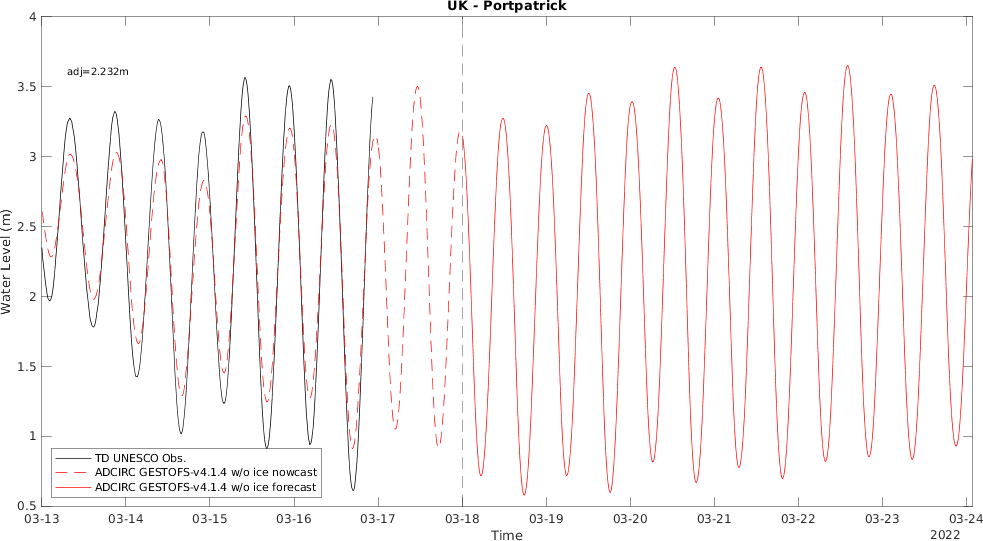 UK - Portpatrick
adj=2.232m
4
3.5
3
2.5
2
1.5
1
0.5
Water Level (m)
TD UNESCO Obs.
ADCIRC GESTOFS-v4.1.4 w/o ice nowcast
ADCIRC GESTOFS-v4.1.4 w/o ice forecast
03-13 03-14 03-15 03-16 03-17 03-18 03-19 03-20 03-21 03-22 03-23 03-24
Time
2022